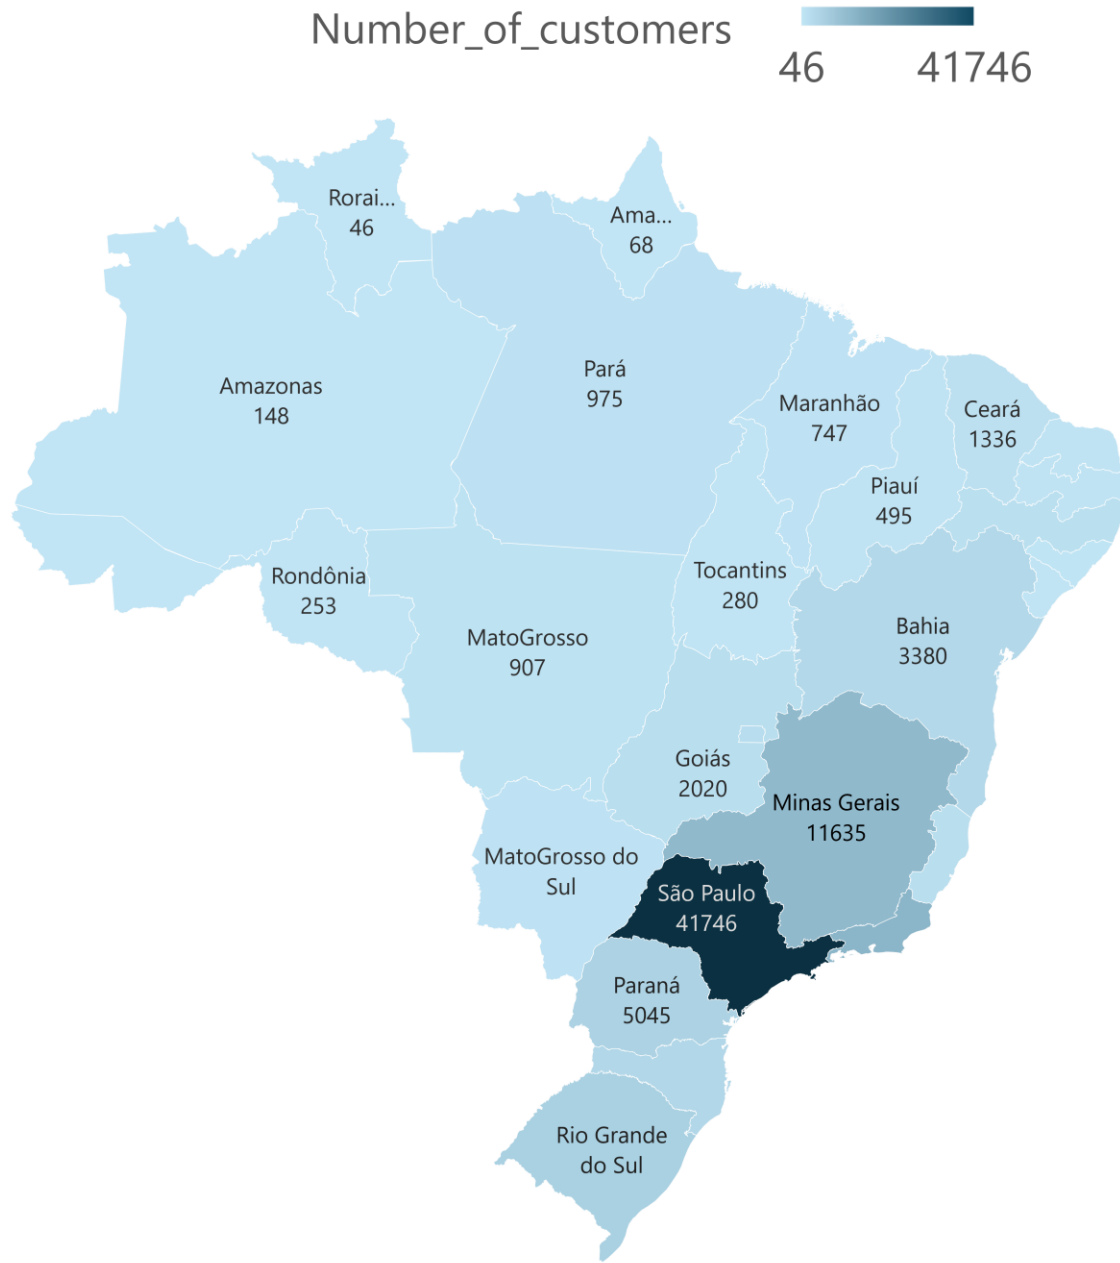 Number_of_customers
46 41746
Rorai...
46
Ama...
68
Amazonas
148
Pará
975
Maranhão
747
Ceará
1336
Piauí
495
Rondônia
253
Tocantins
280
MatoGrosso
907
Bahia
3380
Goiás
2020
Minas Gerais
11635
MatoGrosso do
Sul
São Paulo
41746
Paraná
5045
Rio Grande
do Sul